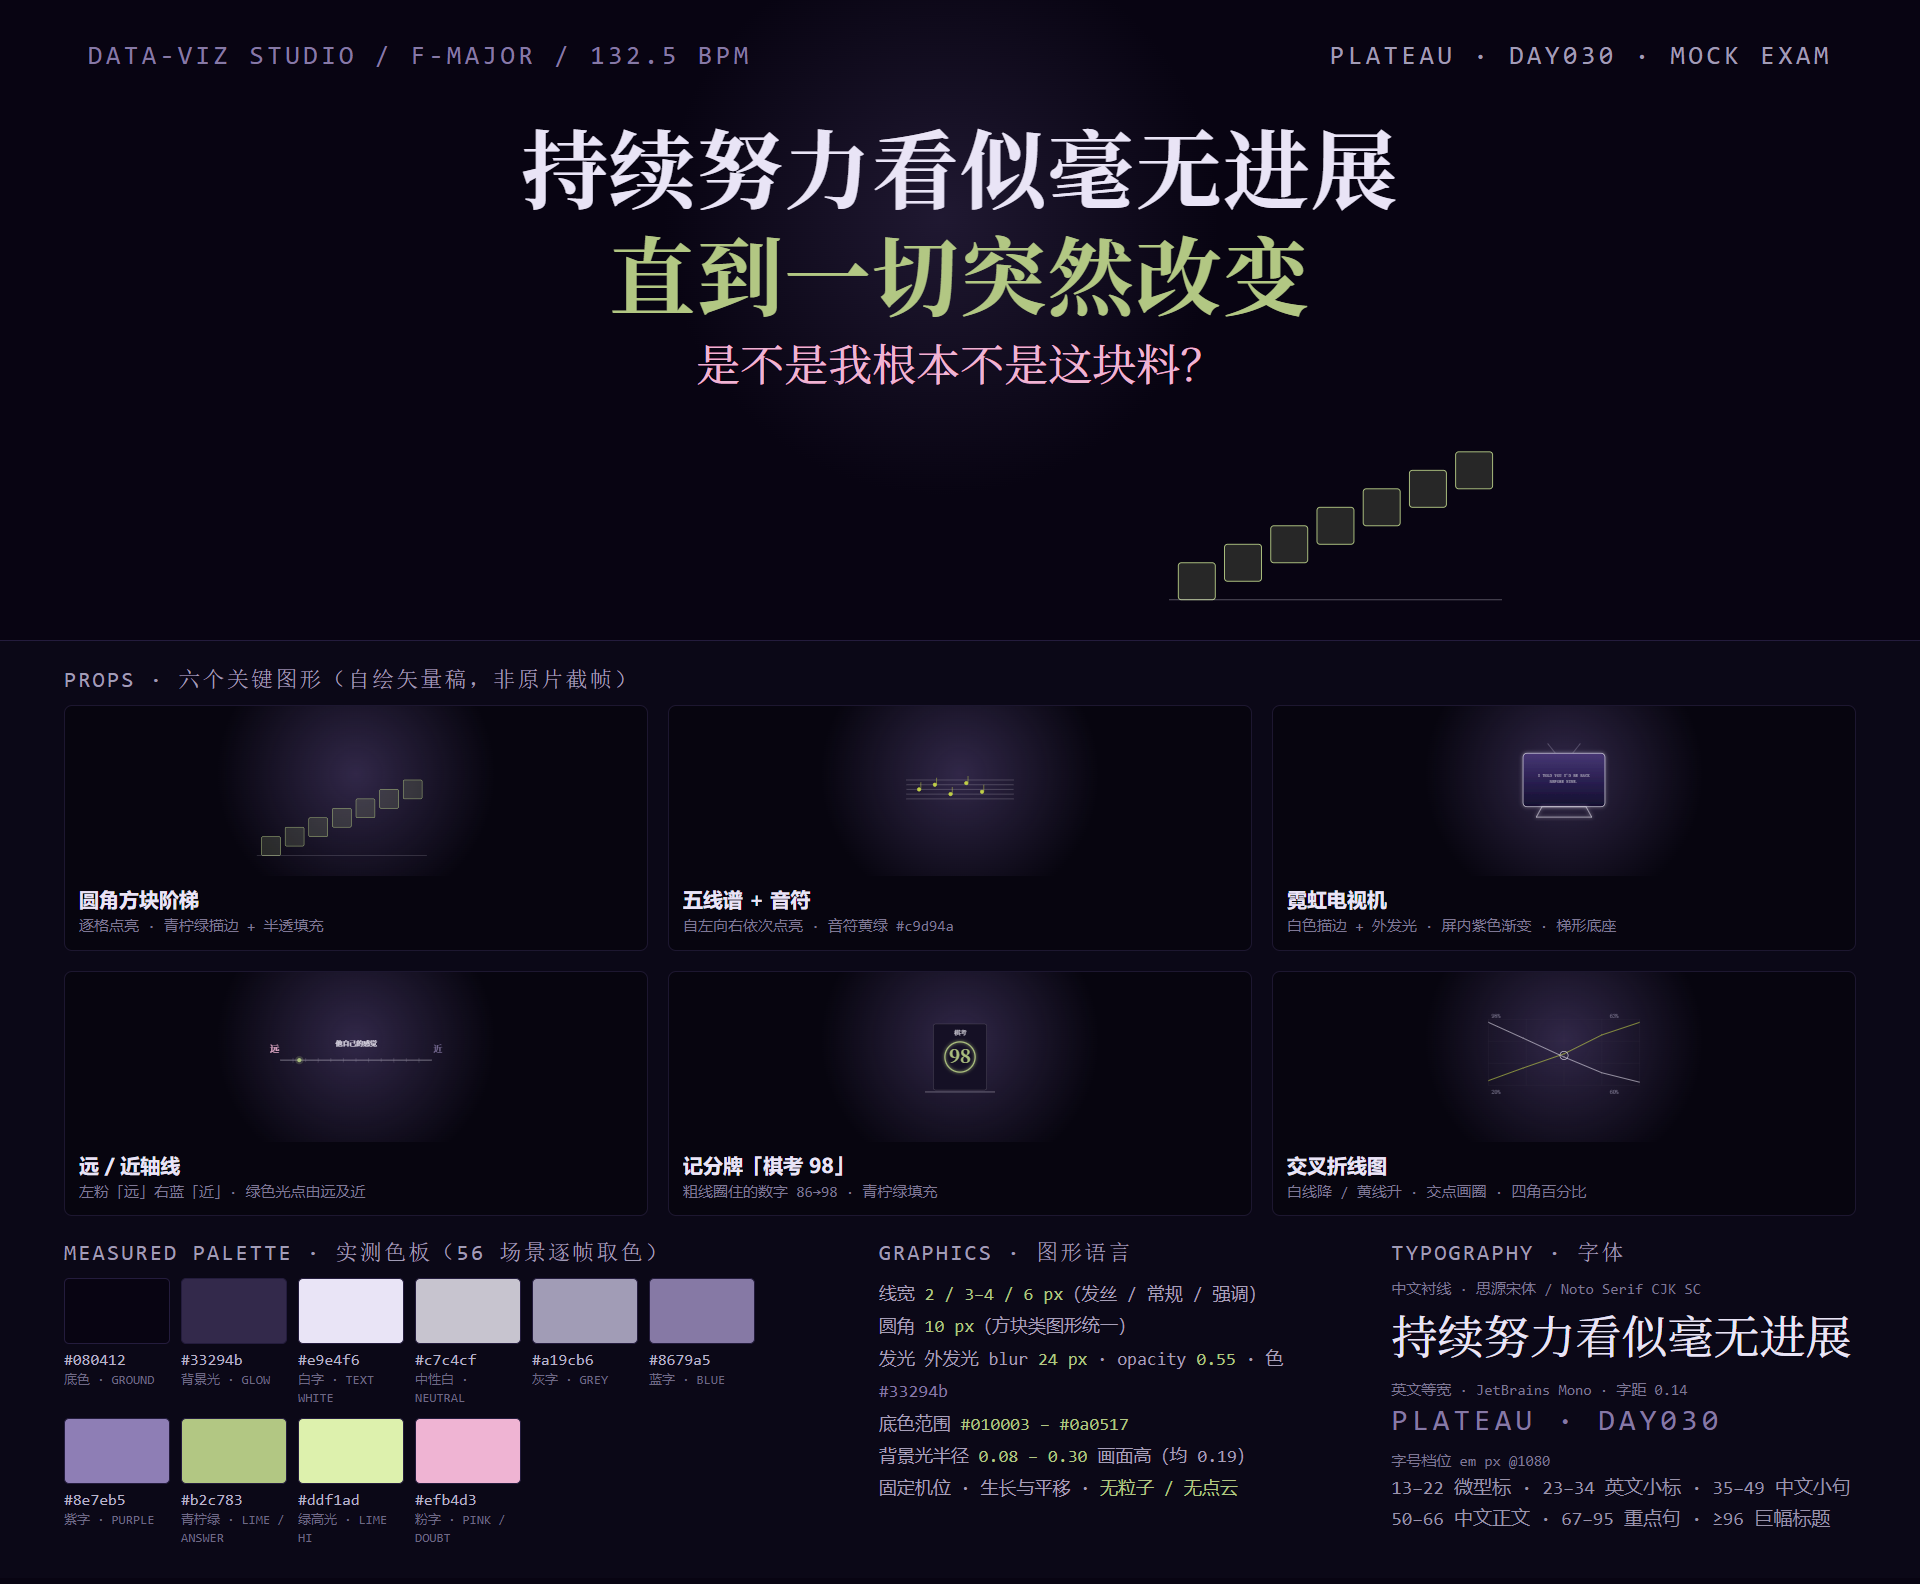 DATA-VIZ STUDIO / F-MAJOR / 132.5 BPM
PLATEAU · DAY030 · MOCK EXAM
持续努力看似毫无进展
直到一切突然改变
是不是我根本不是这块料?
PROPS · 六个关键图形（自绘矢量稿，非原片截帧）
圆角方块阶梯
逐格点亮 · 青柠绿描边 + 半透填充
五线谱 + 音符
自左向右依次点亮 · 音符黄绿 #c9d94a
霓虹电视机
白色描边 + 外发光 · 屏内紫色渐变 · 梯形底座
远
他自己的感觉
近
远 / 近轴线
左粉「远」右蓝「近」· 绿色光点由远及近
棋考
98
记分牌「棋考 98」
粗线圈住的数字 86→98 · 青柠绿填充
交叉折线图
白线降 / 黄线升 · 交点画圈 · 四角百分比
MEASURED PALETTE · 实测色板（56 场景逐帧取色）
#080412
底色 · GROUND
#33294b
背景光 · GLOW
#e9e4f6
白字 · TEXT
WHITE
#c7c4cf
中性白 ·
NEUTRAL
#a19cb6
灰字 · GREY
#8679a5
蓝字 · BLUE
#8e7eb5
紫字 · PURPLE
#b2c783
青柠绿 · LIME /
ANSWER
#ddf1ad
绿高光 · LIME
HI
#efb4d3
粉字 · PINK /
DOUBT
GRAPHICS · 图形语言
线宽 2 / 3–4 / 6 px（发丝 / 常规 / 强调）
圆角 10 px（方块类图形统一）
发光 外发光 blur 24 px · opacity 0.55 · 色
#33294b
底色范围 #010003 – #0a0517
背景光半径 0.08 – 0.30 画面高（均 0.19）
固定机位 · 生长与平移 · 无粒子 / 无点云
TYPOGRAPHY · 字体
中文衬线 · 思源宋体 / Noto Serif CJK SC
持续努力看似毫无进展
英文等宽 · JetBrains Mono · 字距 0.14
PLATEAU · DAY030
字号档位 em px @1080
13–22 微型标 · 23–34 英文小标 · 35–49 中文小句
50–66 中文正文 · 67–95 重点句 · ≥96 巨幅标题